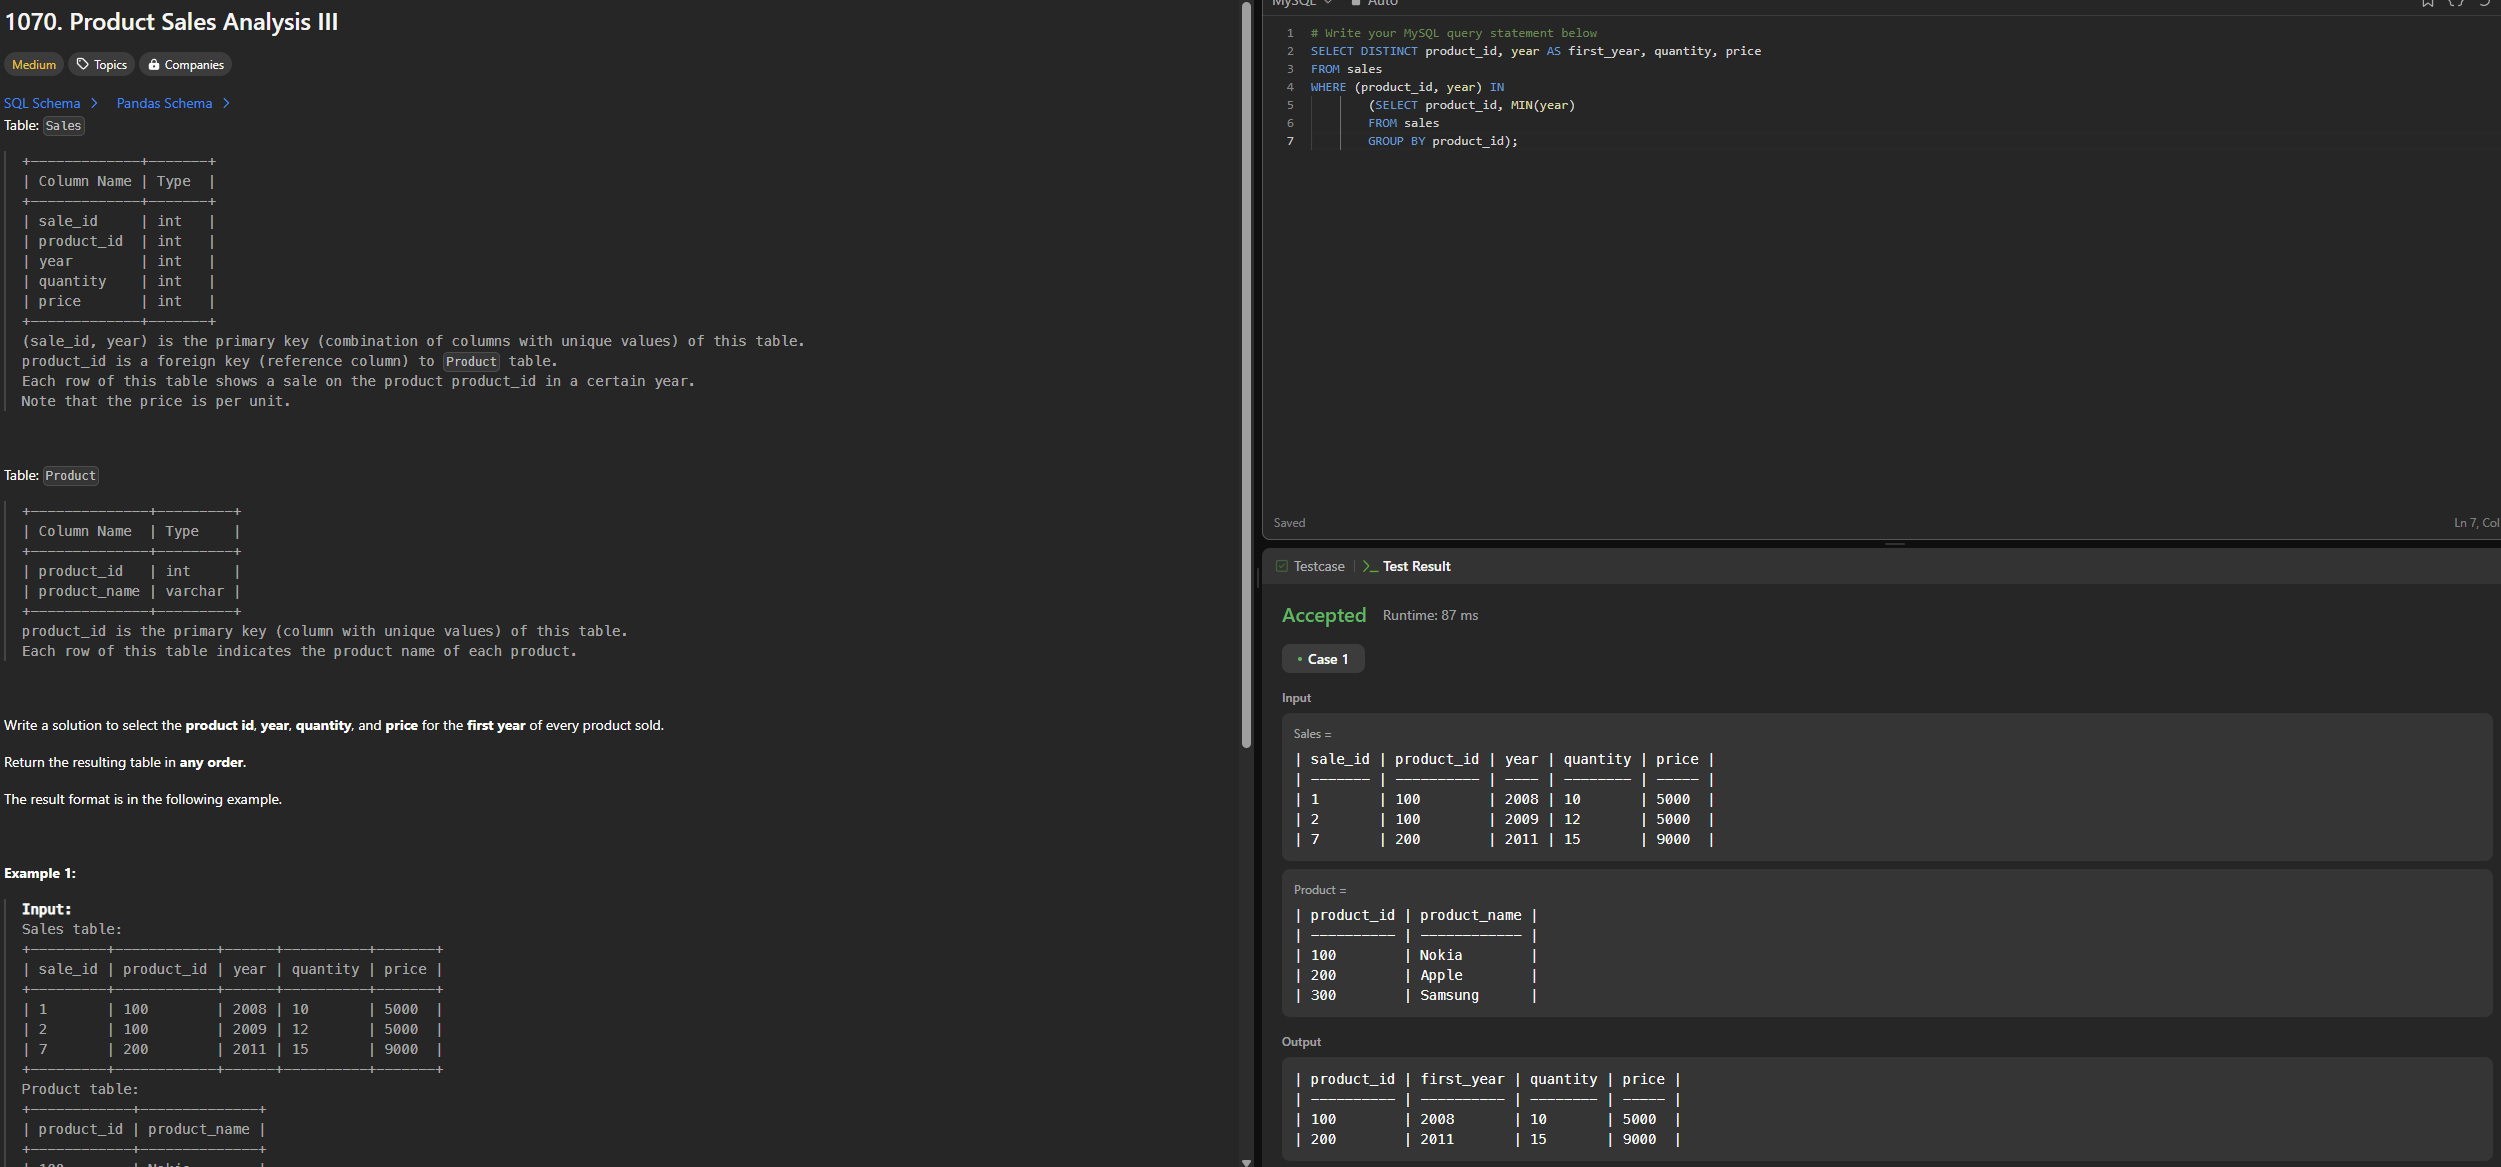 1070. Product Sales Analysis III
Medium Topics Companies
SQL Schema > Pandas Schema >
Table: Sales
+-------------+-------+
| Column Name | Type  |
+-------------+-------+
| sale_id     | int   |
| product_id  | int   |
| year        | int   |
| quantity    | int   |
| price       | int   |
+-------------+-------+
(sale_id, year) is the primary key (combination of columns with unique values) of this table.
product_id is a foreign key (reference column) to Product table.
Each row of this table shows a sale on the product product_id in a certain year.
Note that the price is per unit.
Table: Product
+--------------+---------+
| Column Name  | Type    |
+--------------+---------+
| product_id   | int     |
| product_name | varchar |
+--------------+---------+
product_id is the primary key (column with unique values) of this table.
Each row of this table indicates the product name of each product.
Write a solution to select the product id, year, quantity, and price for the first year of every product sold.
Return the resulting table in any order.
The result format is in the following example.
Example 1:
Input:
Sales table:
+---------+------------+------+----------+-------+
| sale_id | product_id | year | quantity | price |
+---------+------------+------+----------+-------+
| 1       | 100        | 2008 | 10       | 5000  |
| 2       | 100        | 2009 | 12       | 5000  |
| 7       | 200        | 2011 | 15       | 9000  |
+---------+------------+------+----------+-------+
Product table:
+------------+--------------+
| product_id | product_name |
+------------+--------------+
| 100        | Nokia        |
MySQL Auto
1 # Write your MySQL query statement below
2 SELECT DISTINCT product_id, year AS first_year, quantity, price
3 FROM sales
4 WHERE (product_id, year) IN
5 (SELECT product_id, MIN(year)
6 FROM sales
7 GROUP BY product_id);
Saved Ln 7, Col
Testcase | >_ Test Result
Accepted Runtime: 87 ms
• Case 1
Input
Sales =
| sale_id | product_id | year | quantity | price |
| ------- | ---------- | ---- | -------- | ----- |
| 1       | 100        | 2008 | 10       | 5000  |
| 2       | 100        | 2009 | 12       | 5000  |
| 7       | 200        | 2011 | 15       | 9000  |
Product =
| product_id | product_name |
| ---------- | ------------ |
| 100        | Nokia        |
| 200        | Apple        |
| 300        | Samsung      |
Output
| product_id | first_year | quantity | price |
| ---------- | ---------- | -------- | ----- |
| 100        | 2008       | 10       | 5000  |
| 200        | 2011       | 15       | 9000  |